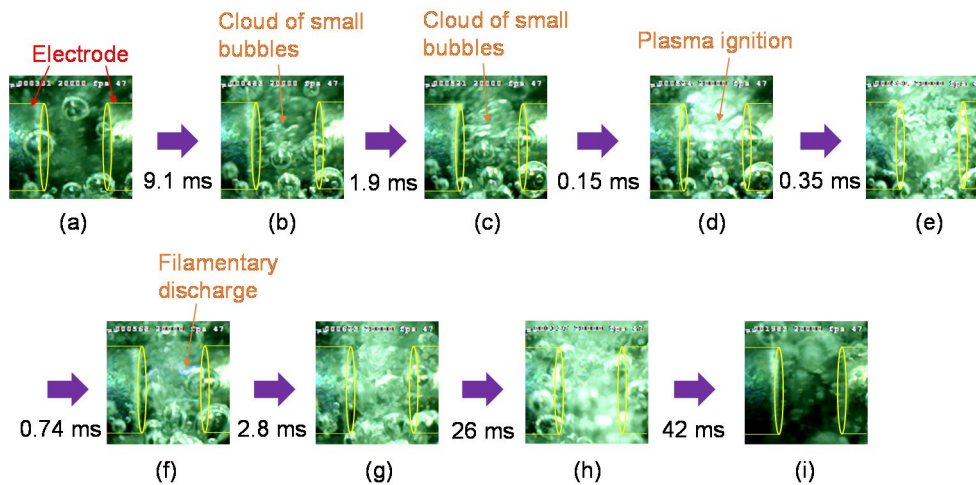 Cloud of small
bubbles
Cloud of small
bubbles
Plasma ignition
Electrode
9.1 ms
1.9 ms
0.15 ms
0.35 ms
(a)
(b)
(c)
(d)
(e)
Filamentary
discharge
0.74 ms
2.8 ms
26 ms
42 ms
(f)
(g)
(h)
(i)